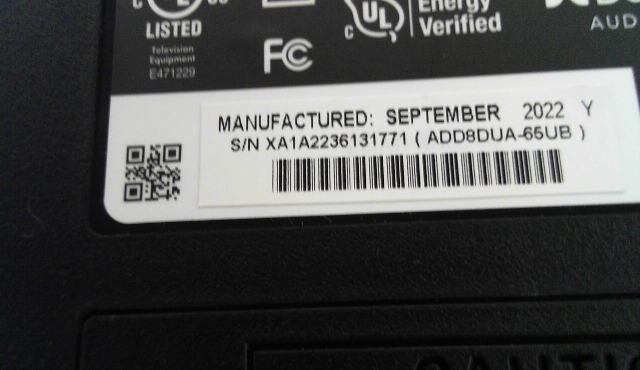 LISTED
Television
Equipment
E471229
FC
c UL
Energy
Verified
AUD
MANUFACTURED: SEPTEMBER 2022 Y
S/N XA1A2236131771 ( ADD8DUA-65UB )